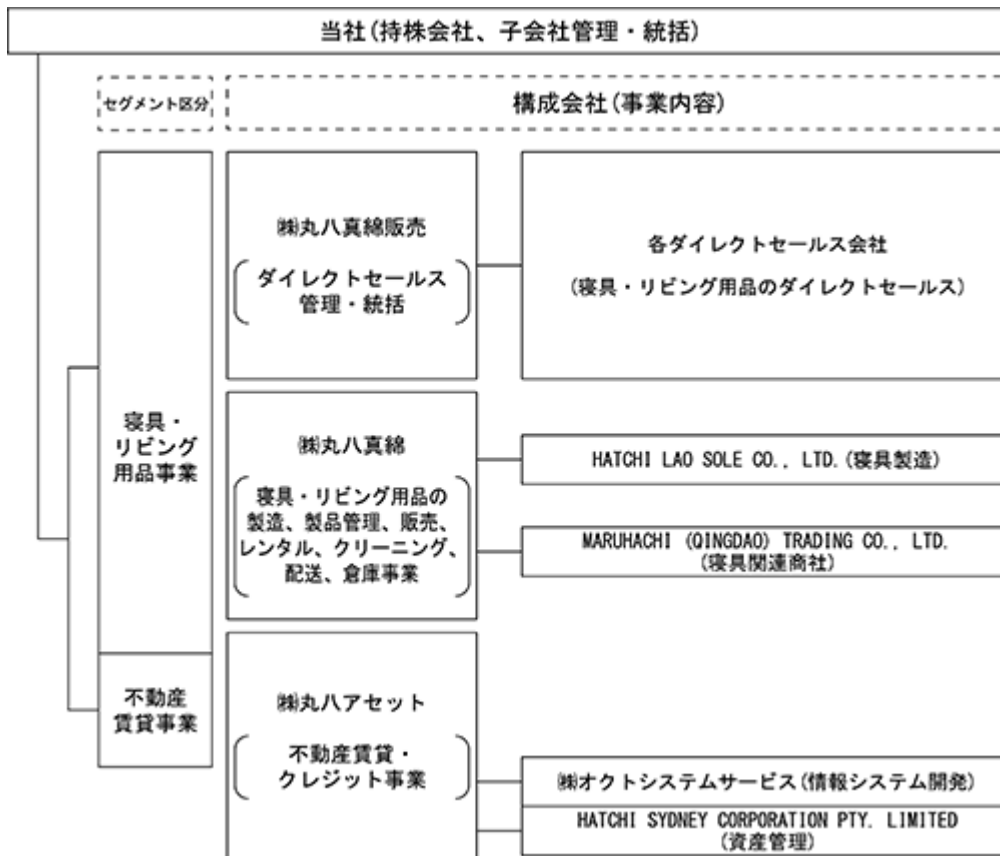 当社(持株会社、子会社管理・統括)
セグメント区分
構成会社(事業内容)
㈱丸八真綿販売
ダイレクトセールス
管理・統括
各ダイレクトセールス会社
(寝具・リビング用品のダイレクトセールス)
寝具・
リビング
用品事業
㈱丸八真綿
寝具・リビング用品の
製造、製品管理、販売、
レンタル、クリーニング、
配送、倉庫事業
HATCHI LAO SOLE CO., LTD.(寝具製造)
MARUHACHI (QINGDAO) TRADING CO., LTD.
(寝具関連商社)
不動産
賃貸事業
㈱丸八アセット
不動産賃貸・
クレジット事業
㈱オクトシステムサービス(情報システム開発)
HATCHI SYDNEY CORPORATION PTY. LIMITED
(資産管理)